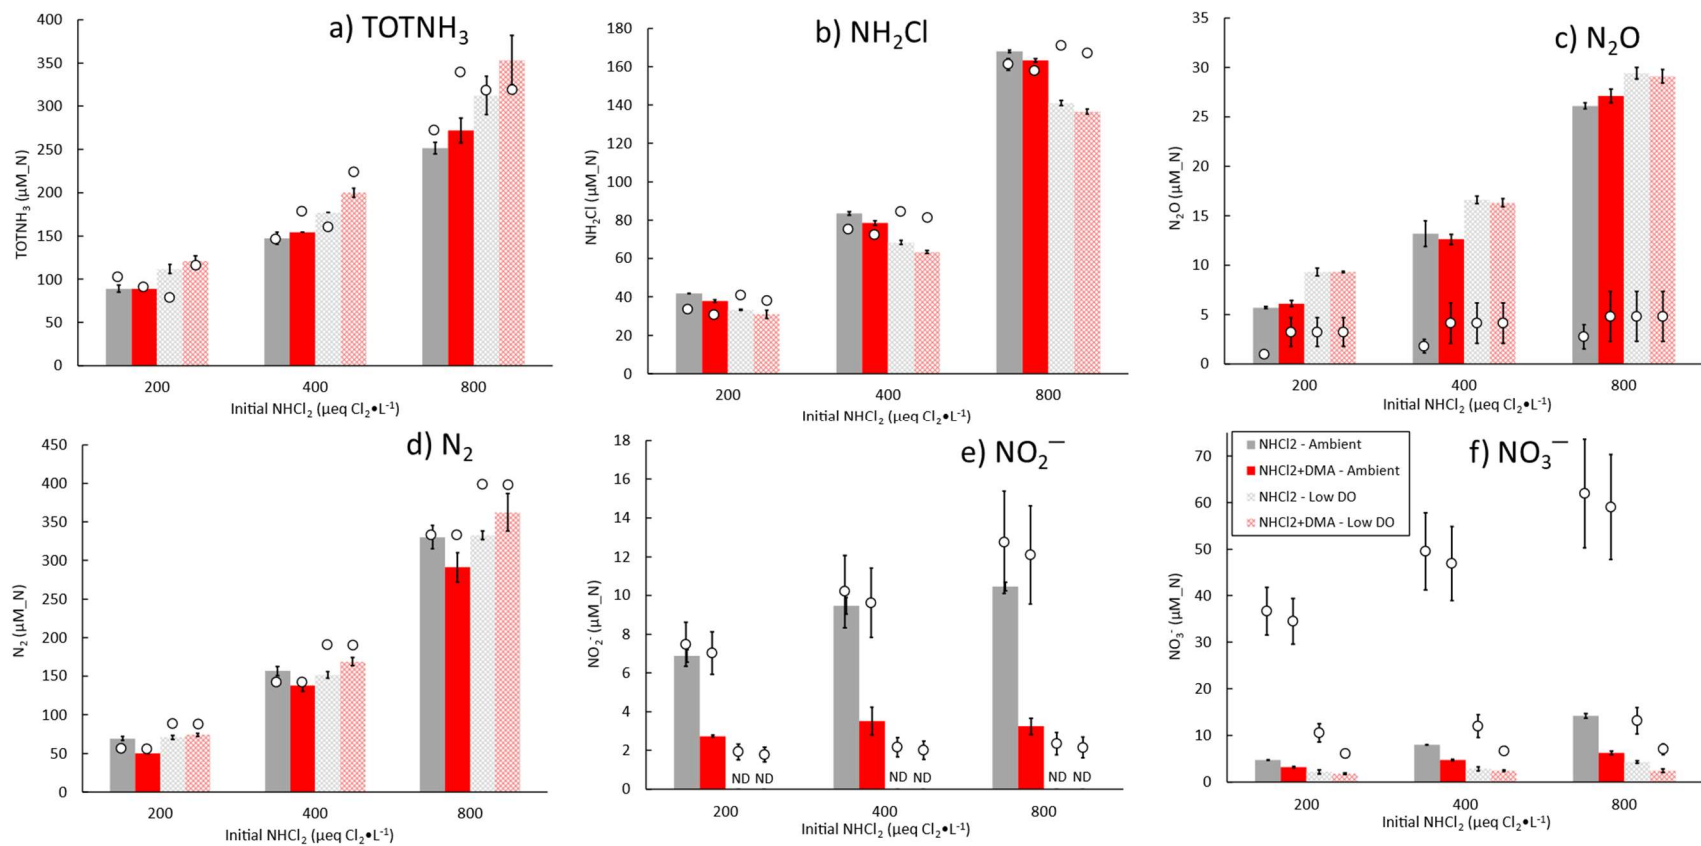 a) TOTNH₃
400
350
300
250
200
150
100
50
0
TOTNH₃ (μM_N)
200 400 800
Initial NHCl₂ (μeq Cl₂•L⁻¹)
b) NH₂Cl
180
160
140
120
100
80
60
40
20
0
NH₂Cl (μM_N)
200 400 800
Initial NHCl₂ (μeq Cl₂•L⁻¹)
c) N₂O
35
30
25
20
15
10
5
0
N₂O (μM_N)
200 400 800
Initial NHCl₂ (μeq Cl₂•L⁻¹)
d) N₂
450
400
350
300
250
200
150
100
50
0
N₂ (μM_N)
200 400 800
Initial NHCl₂ (μeq Cl₂•L⁻¹)
e) NO₂⁻
18
16
14
12
10
8
6
4
2
0
NO₂⁻ (μM_N)
ND ND ND ND ND ND
200 400 800
Initial NHCl₂ (μeq Cl₂•L⁻¹)
f) NO₃⁻
NHCl2 - Ambient
NHCl2+DMA - Ambient
NHCl2 - Low DO
NHCl2+DMA - Low DO
70
60
50
40
30
20
10
0
NO₃⁻ (μM_N)
200 400 800
Initial NHCl₂ (μeq Cl₂•L⁻¹)